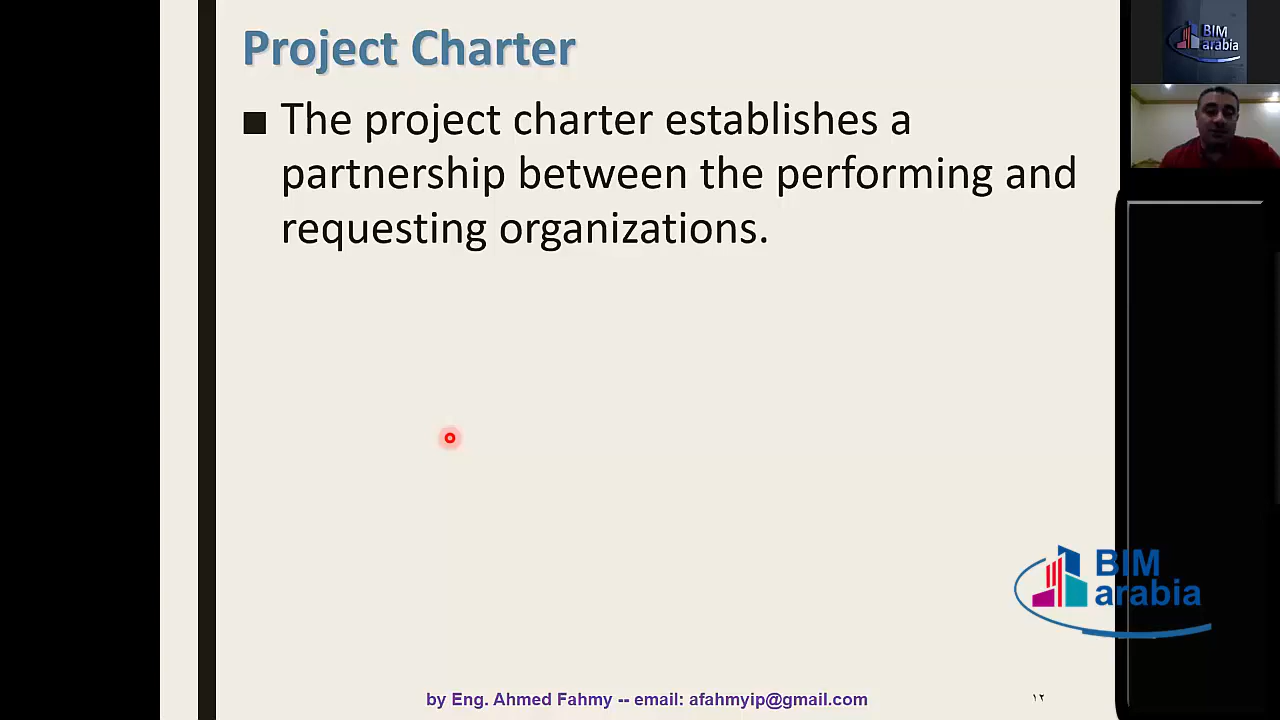 Project Charter
■ The project charter establishes a
partnership between the performing and
requesting organizations.
BIM
arabia
BIM
arabia
by Eng. Ahmed Fahmy -- email: afahmyip@gmail.com
١٢